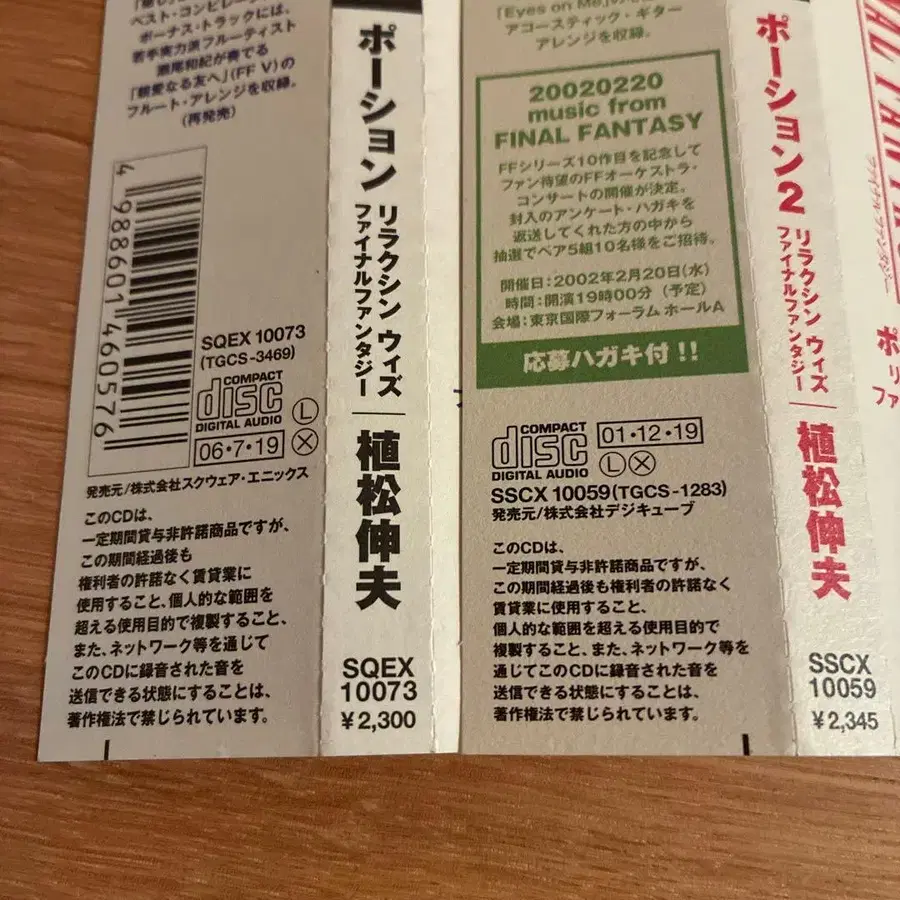 ベスト・コンピレー
ボーナス・トラックには、
若手実力派フルーティスト
瀬尾和紀が奏でる
「親愛なる友へ」(FF V)の
フルート・アレンジを収録。
(再発売)
4 988601 460576
SQEX 10073
(TGCS-3469)
COMPACT
disc
DIGITAL AUDIO
L
X
06・7・19
発売元/株式会社スクウェア・エニックス
このCDは、
一定期間貸与非許諾商品ですが、
この期間経過後も
権利者の許諾なく賃貸業に
使用すること、個人的な範囲を
超える使用目的で複製すること、
また、ネットワーク等を通じて
このCDに録音された音を
送信できる状態にすることは、
著作権法で禁じられています。
ポーション
リラクシン ウィズ
ファイナルファンタジー
植松伸夫
SQEX
10073
¥2,300
「Eyes on Me」の
アコースティック・ギター
アレンジを収録。
20020220
music from
FINAL FANTASY
FFシリーズ10作目を記念して
ファン待望のFFオーケストラ・
コンサートの開催が決定。
封入のアンケート・ハガキを
返送してくれた方の中から
抽選でペア5組10名様をご招待。
開催日:2002年2月20日(水)
時間:開演19時00分(予定)
会場:東京国際フォーラム ホールA
応募ハガキ付!!
COMPACT
disc
DIGITAL AUDIO
01・12・19
L
X
SSCX 10059(TGCS-1283)
発売元/株式会社デジキューブ
このCDは、
一定期間貸与非許諾商品ですが、
この期間経過後も権利者の許諾なく
賃貸業に使用すること、
個人的な範囲を超える使用目的で
複製すること、また、ネットワーク等を
通じてこのCDに録音された音を
送信できる状態にすることは、
著作権法で禁じられています。
ポーション2
リラクシン ウィズ
ファイナルファンタジー
植松伸夫
SSCX
10059
¥2,345
ファイナルファンタジー
ポ
リ
ファ